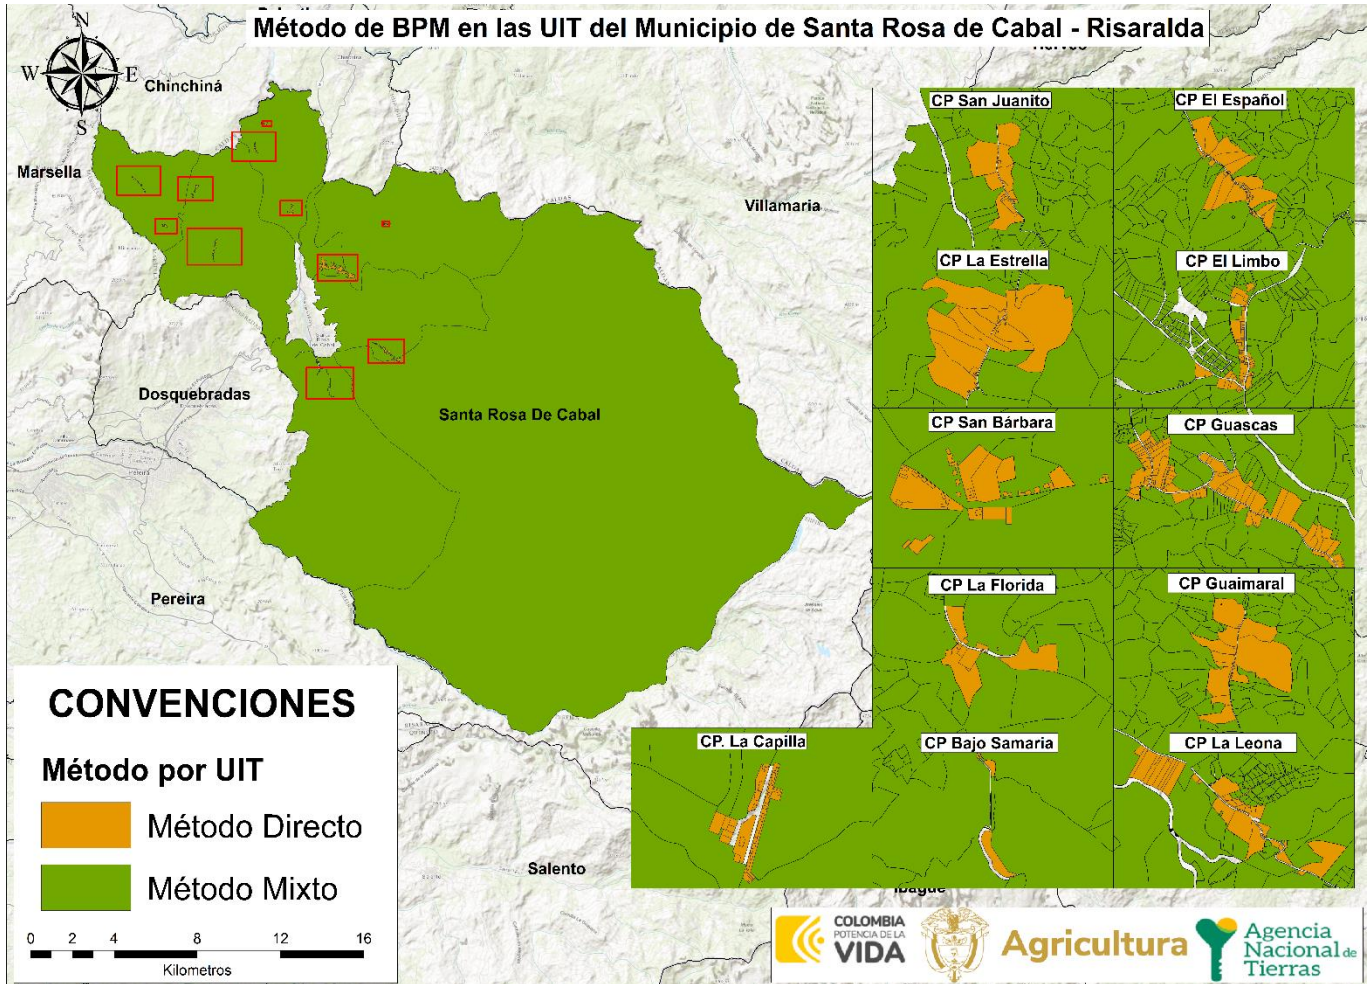 Método de BPM en las UIT del Municipio de Santa Rosa de Cabal - Risaralda
N
W
E
S
Chinchiná
Marsella
Villamaria
Dosquebradas
Santa Rosa De Cabal
Pereira
Pereira
Salento
Ibagué
CP San Juanito
CP El Español
CP La Estrella
CP El Limbo
CP San Bárbara
CP Guascas
CP La Florida
CP Guaimaral
CP. La Capilla
CP Bajo Samaria
CP La Leona
CONVENCIONES
Método por UIT
Método Directo
Método Mixto
0 2 4 8 12 16
Kilometros
COLOMBIA
POTENCIA DE LA
VIDA
Agricultura
Agencia
Nacional de
Tierras